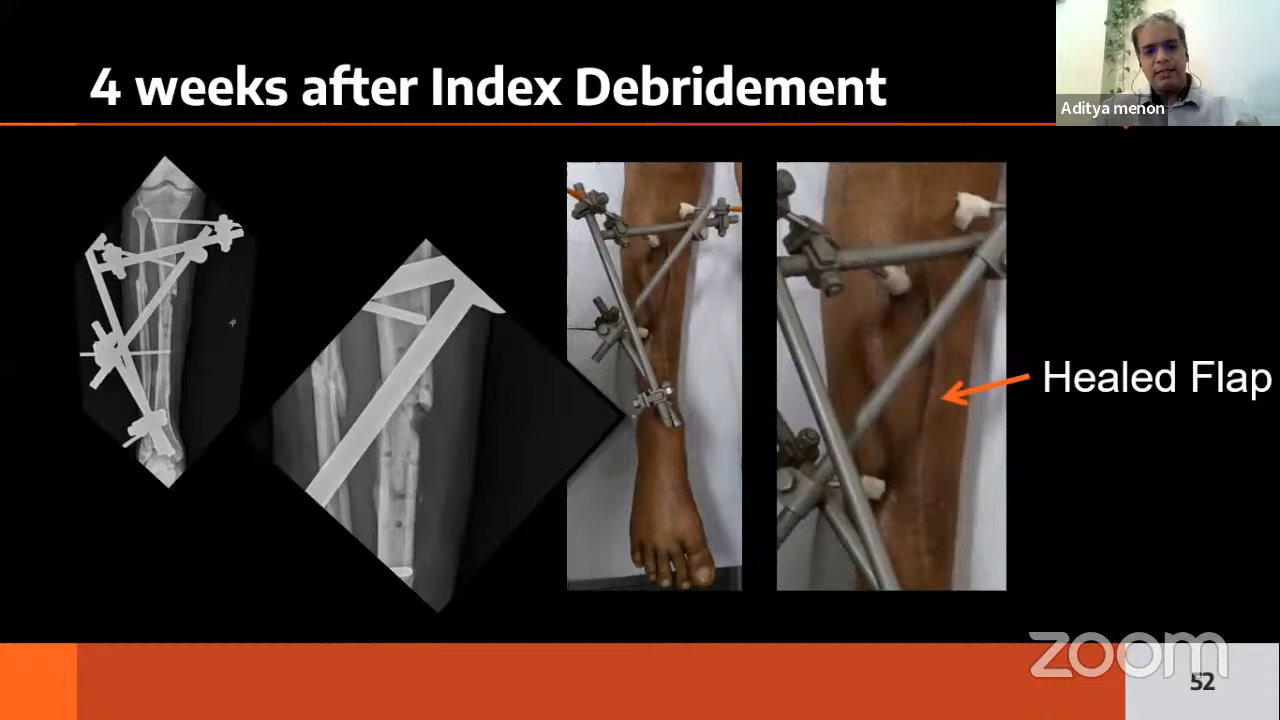 4 weeks after Index Debridement
Aditya menon
Healed Flap
zoom
52